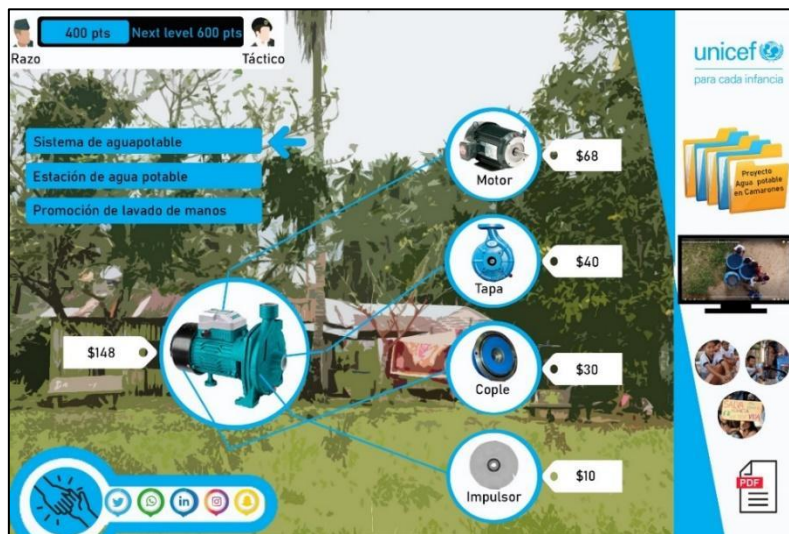 400 pts
Next level 600 pts
Razo
Táctico
unicef
para cada infancia
Sistema de aguapotable
Estación de agua potable
Promoción de lavado de manos
Motor
$68
Tapa
$40
Cople
$30
Impulsor
$10
$148
Proyecto
Agua potable
en Camarones
PDF